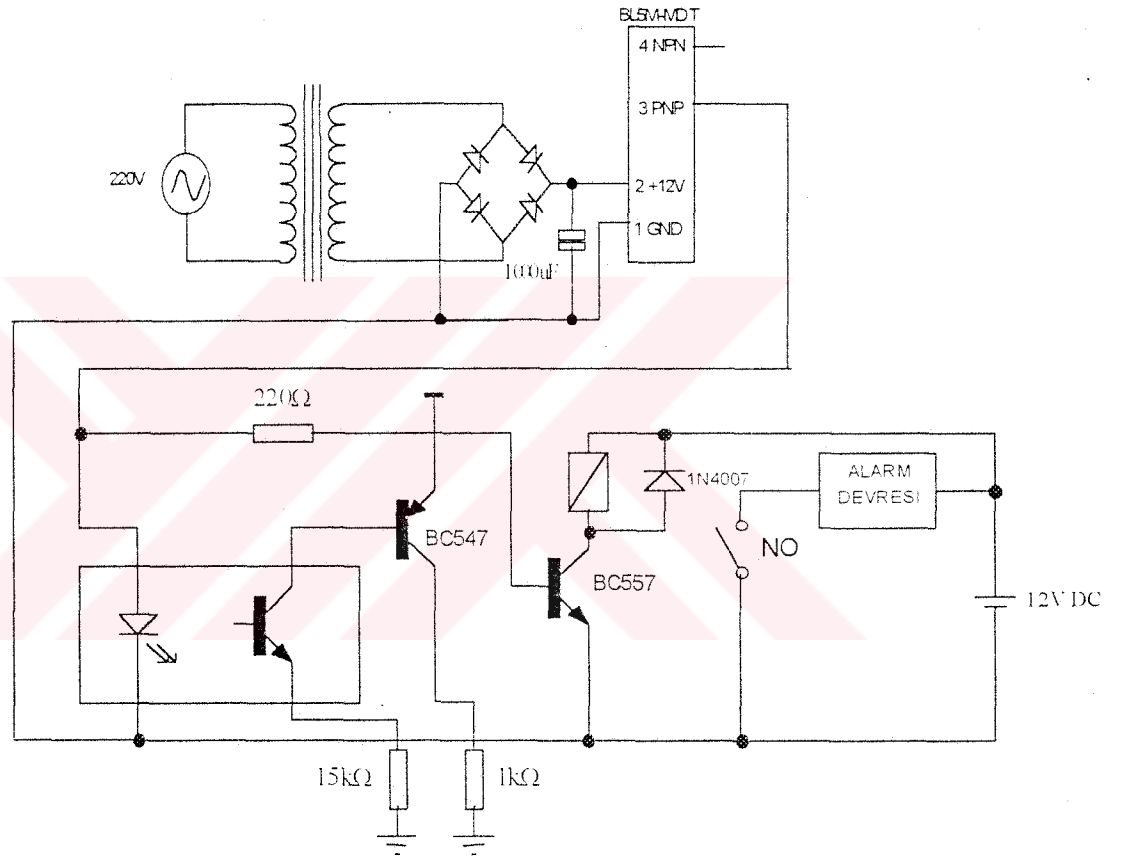 BL5M-MDT
4 NPN
3 PNP
220V
2 +12V
1 GND
1000uF
220Ω
1N4007
ALARM
DEVRESI
BC547
NO
BC557
12V DC
15kΩ
1kΩ